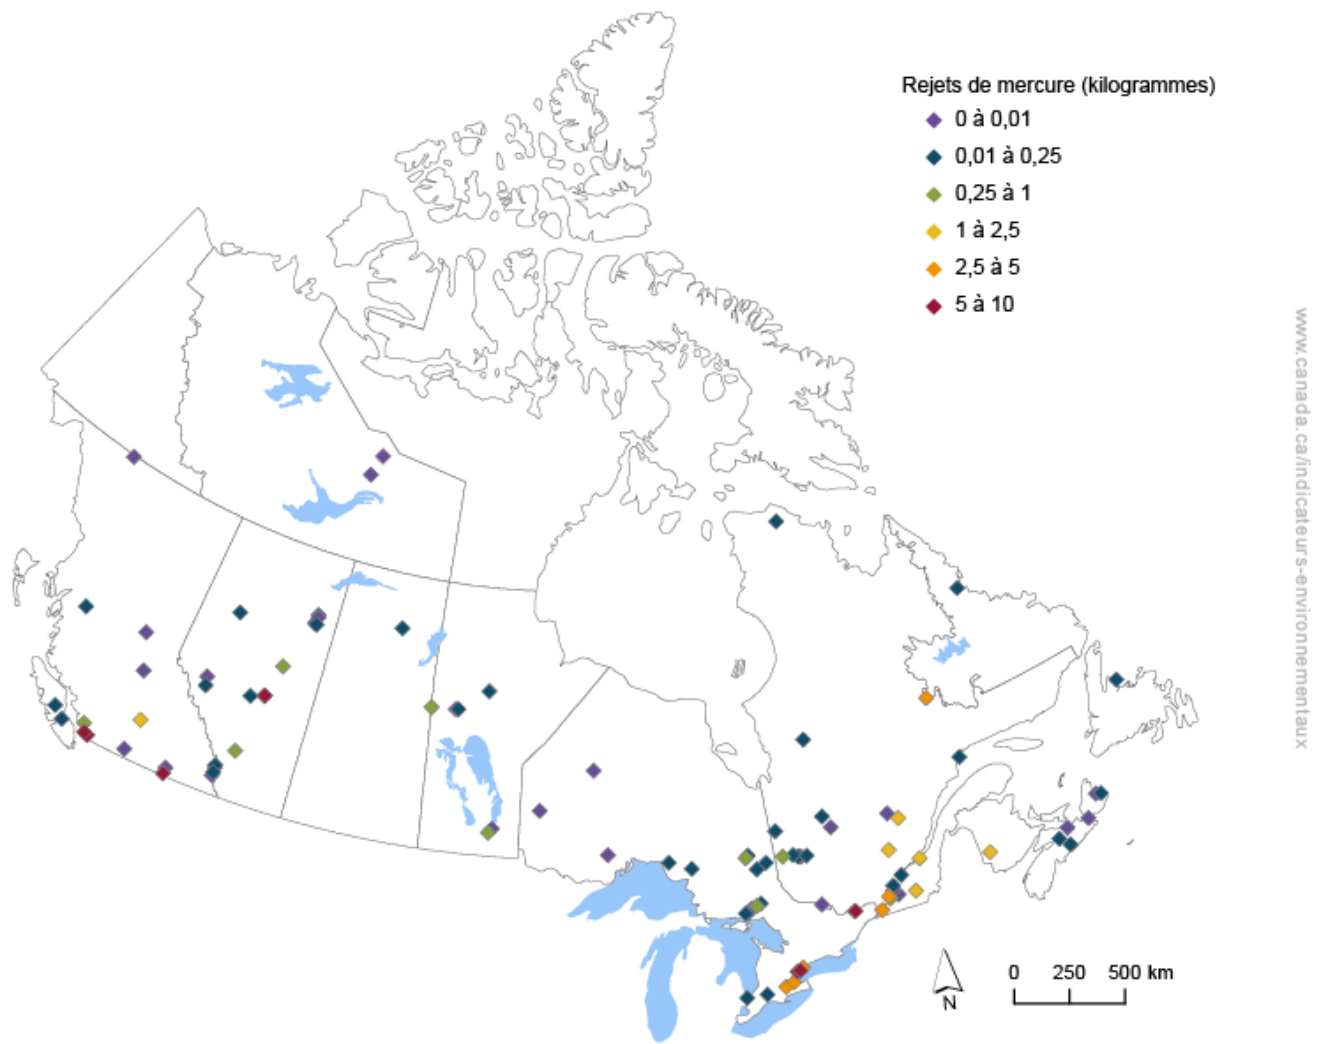 Rejets de mercure (kilogrammes)
0 à 0,01
0,01 à 0,25
0,25 à 1
1 à 2,5
2,5 à 5
5 à 10
www.canada.ca/indicateurs-environnementaux
N
0 250 500 km